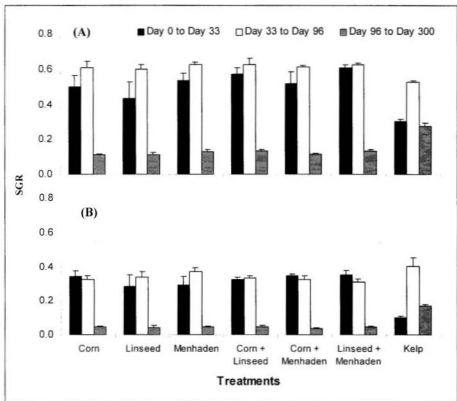 (A)
■ Day 0 to Day 33 □ Day 33 to Day 96 ■ Day 96 to Day 300
0.8
0.6
0.4
0.2
0.0
SGR
(B)
0.8
0.6
0.4
0.2
0.0
Corn
Linseed
Menhaden
Corn +
Linseed
Corn +
Menhaden
Linseed +
Menhaden
Kelp
Treatments